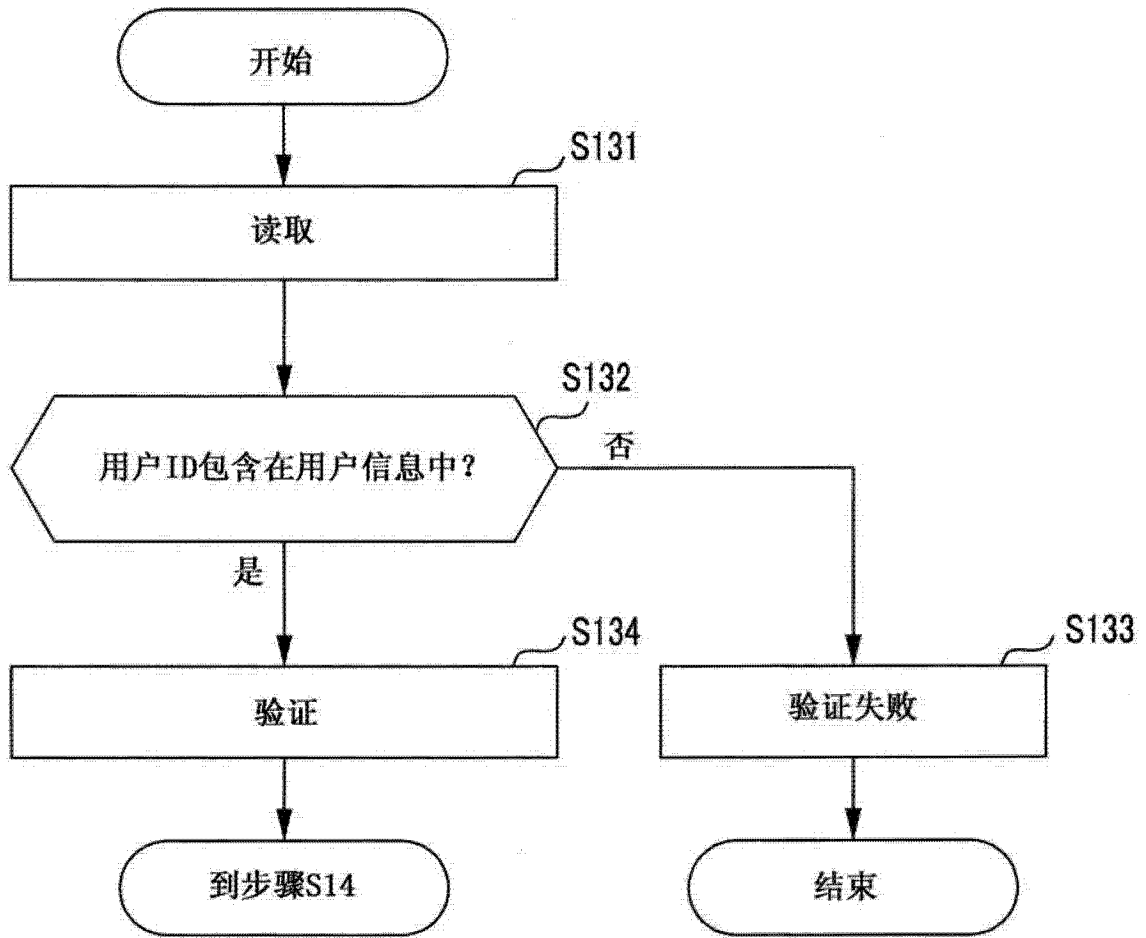 开始
S131
读取
S132
用户ID包含在用户信息中?
否
是
S134
验证
S133
验证失败
到步骤S14
结束